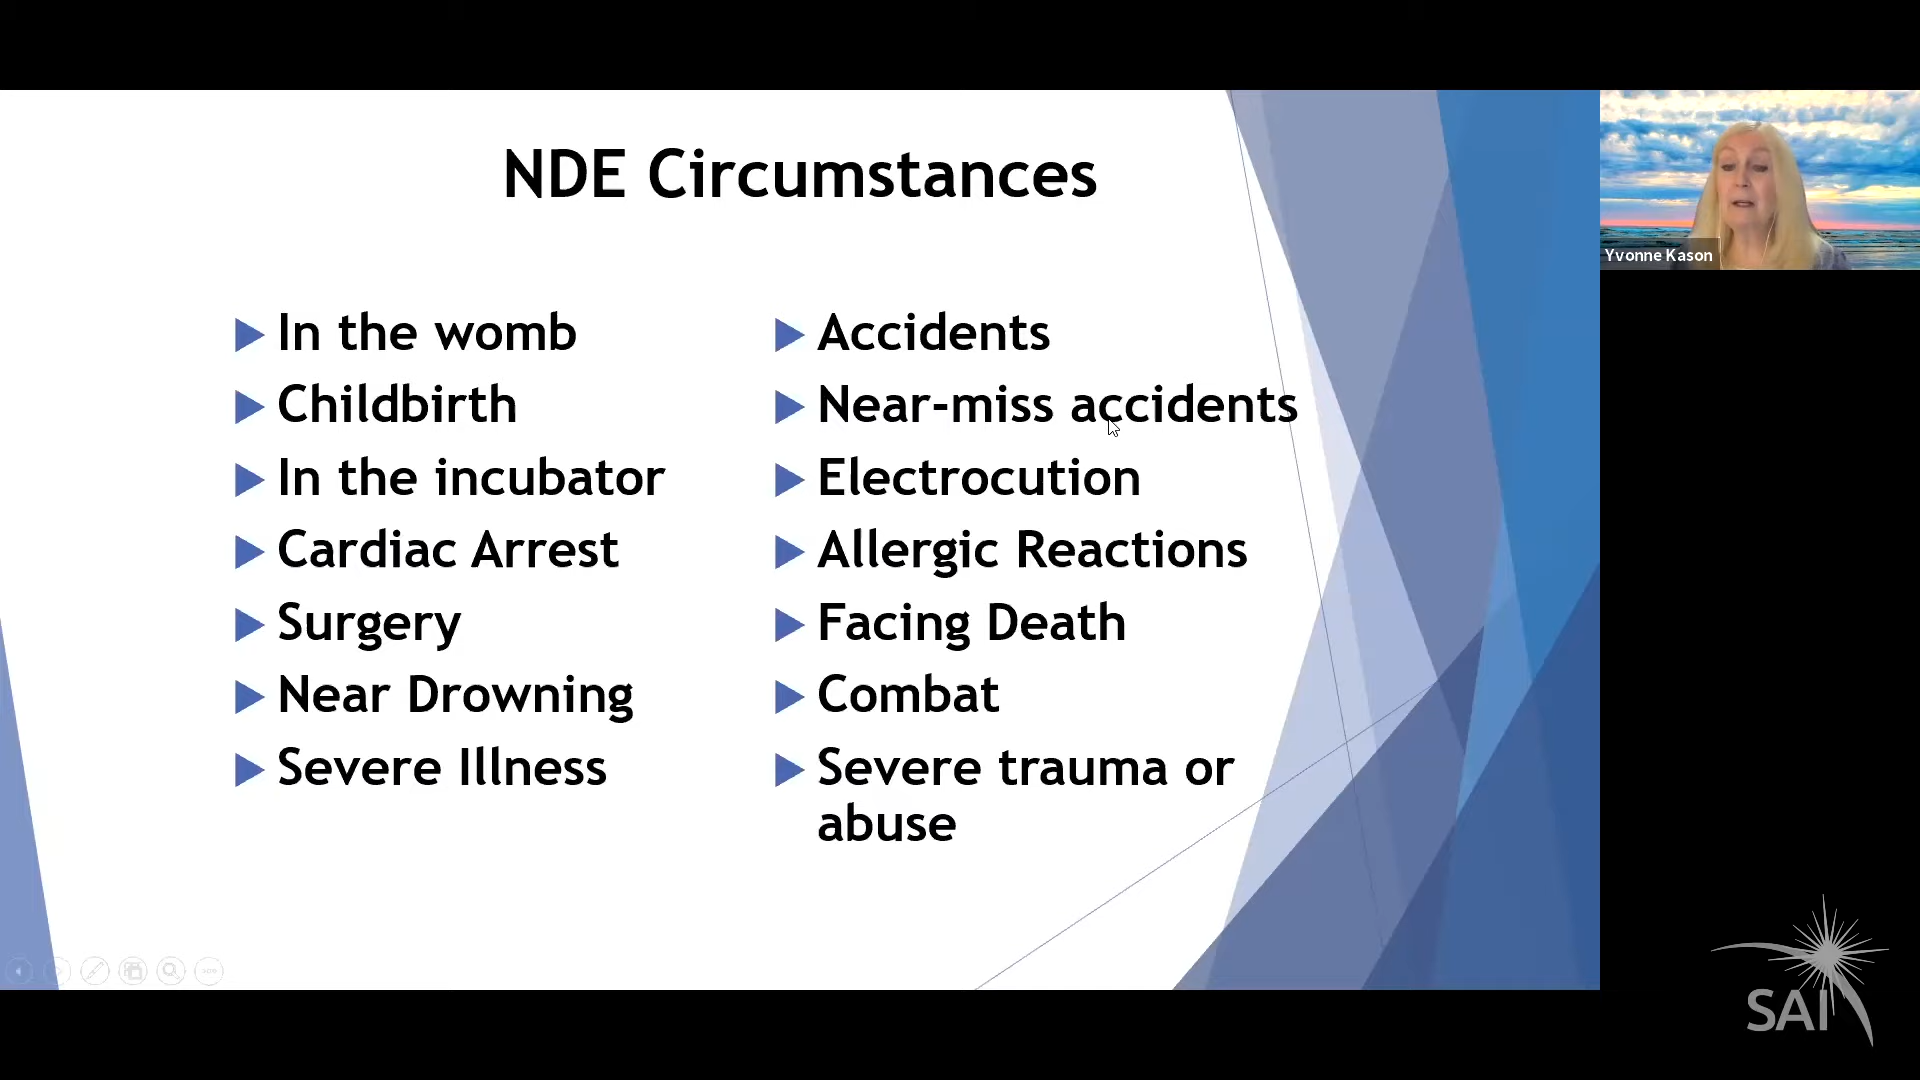 NDE Circumstances
In the womb
Childbirth
In the incubator
Cardiac Arrest
Surgery
Near Drowning
Severe Illness
Accidents
Near-miss accidents
Electrocution
Allergic Reactions
Facing Death
Combat
Severe trauma or
abuse
Yvonne Kason
SAI